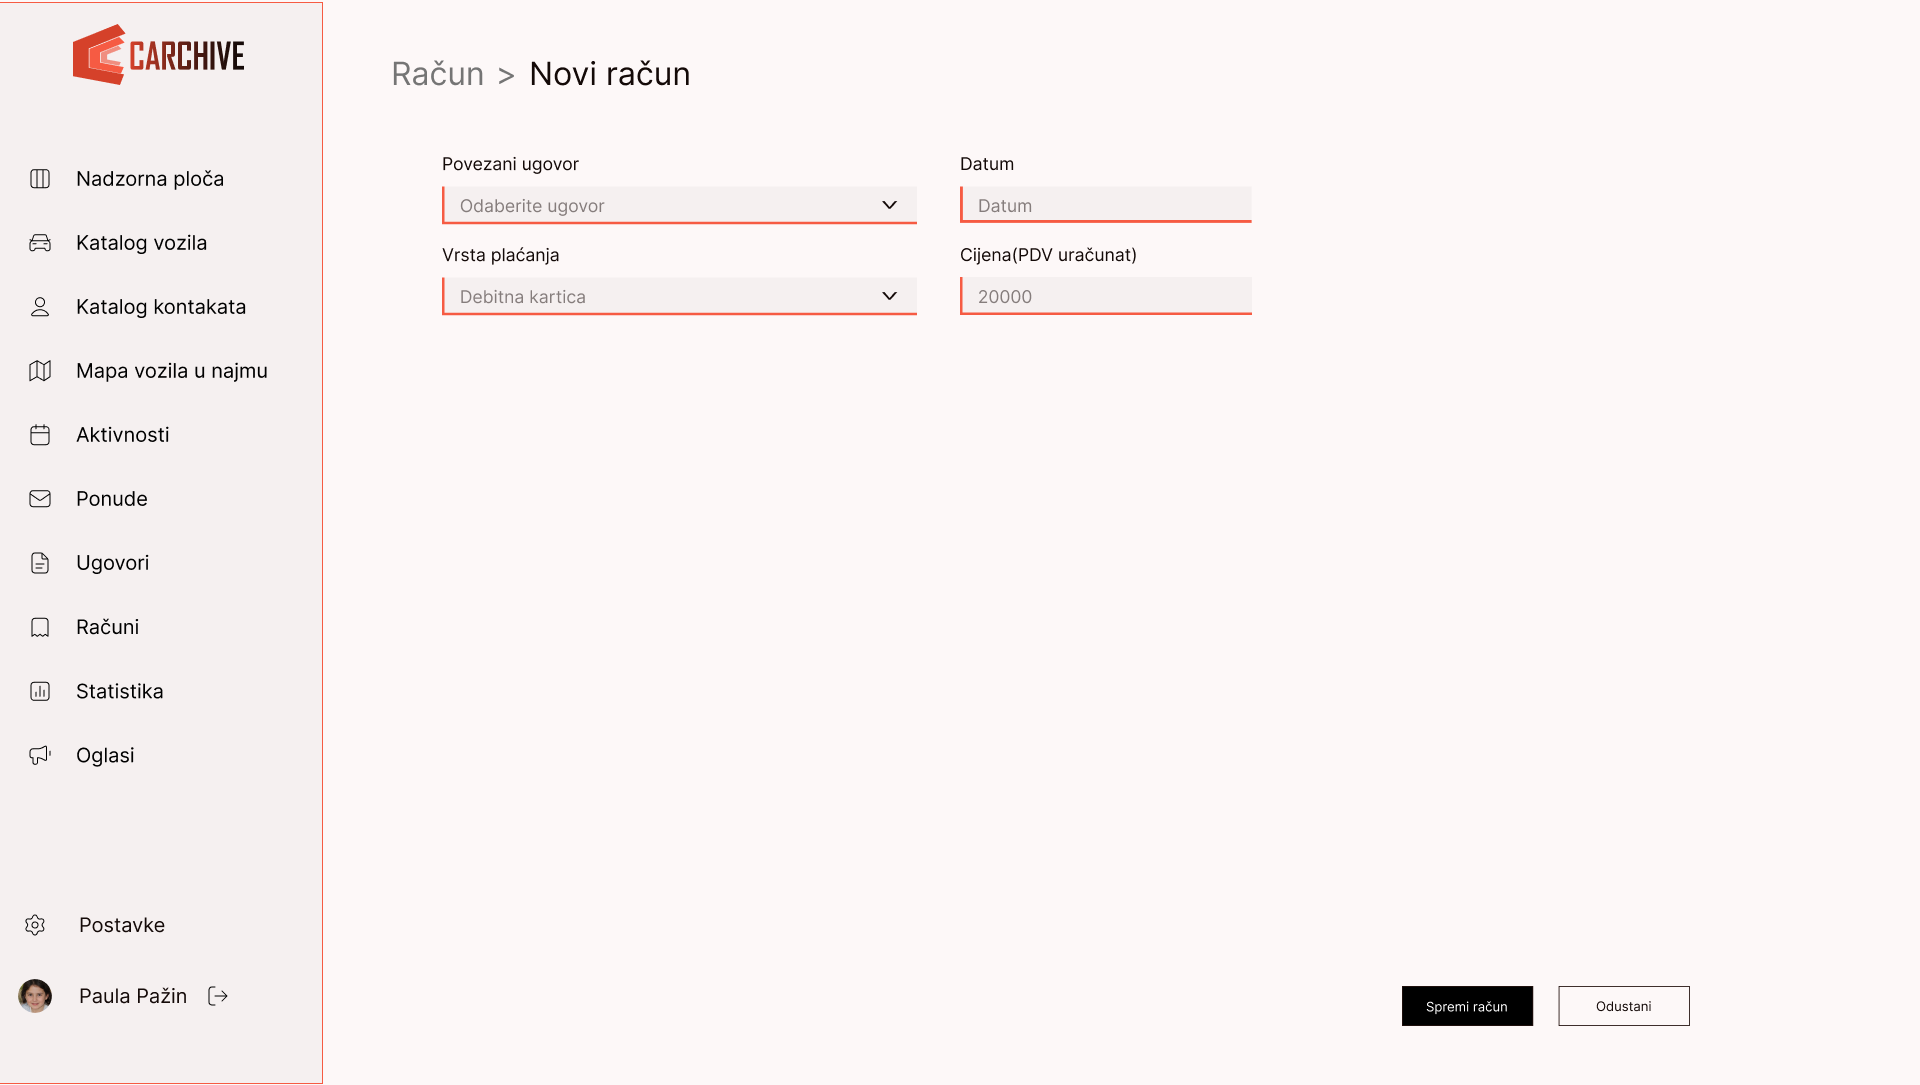 CARCHIVE
Nadzorna ploča
Katalog vozila
Katalog kontakata
Mapa vozila u najmu
Aktivnosti
Ponude
Ugovori
Računi
Statistika
Oglasi
Postavke
Paula Pažin
Račun > Novi račun
Povezani ugovor
Odaberite ugovor
Datum
Datum
Vrsta plaćanja
Debitna kartica
Cijena(PDV uračunat)
20000
Spremi račun
Odustani